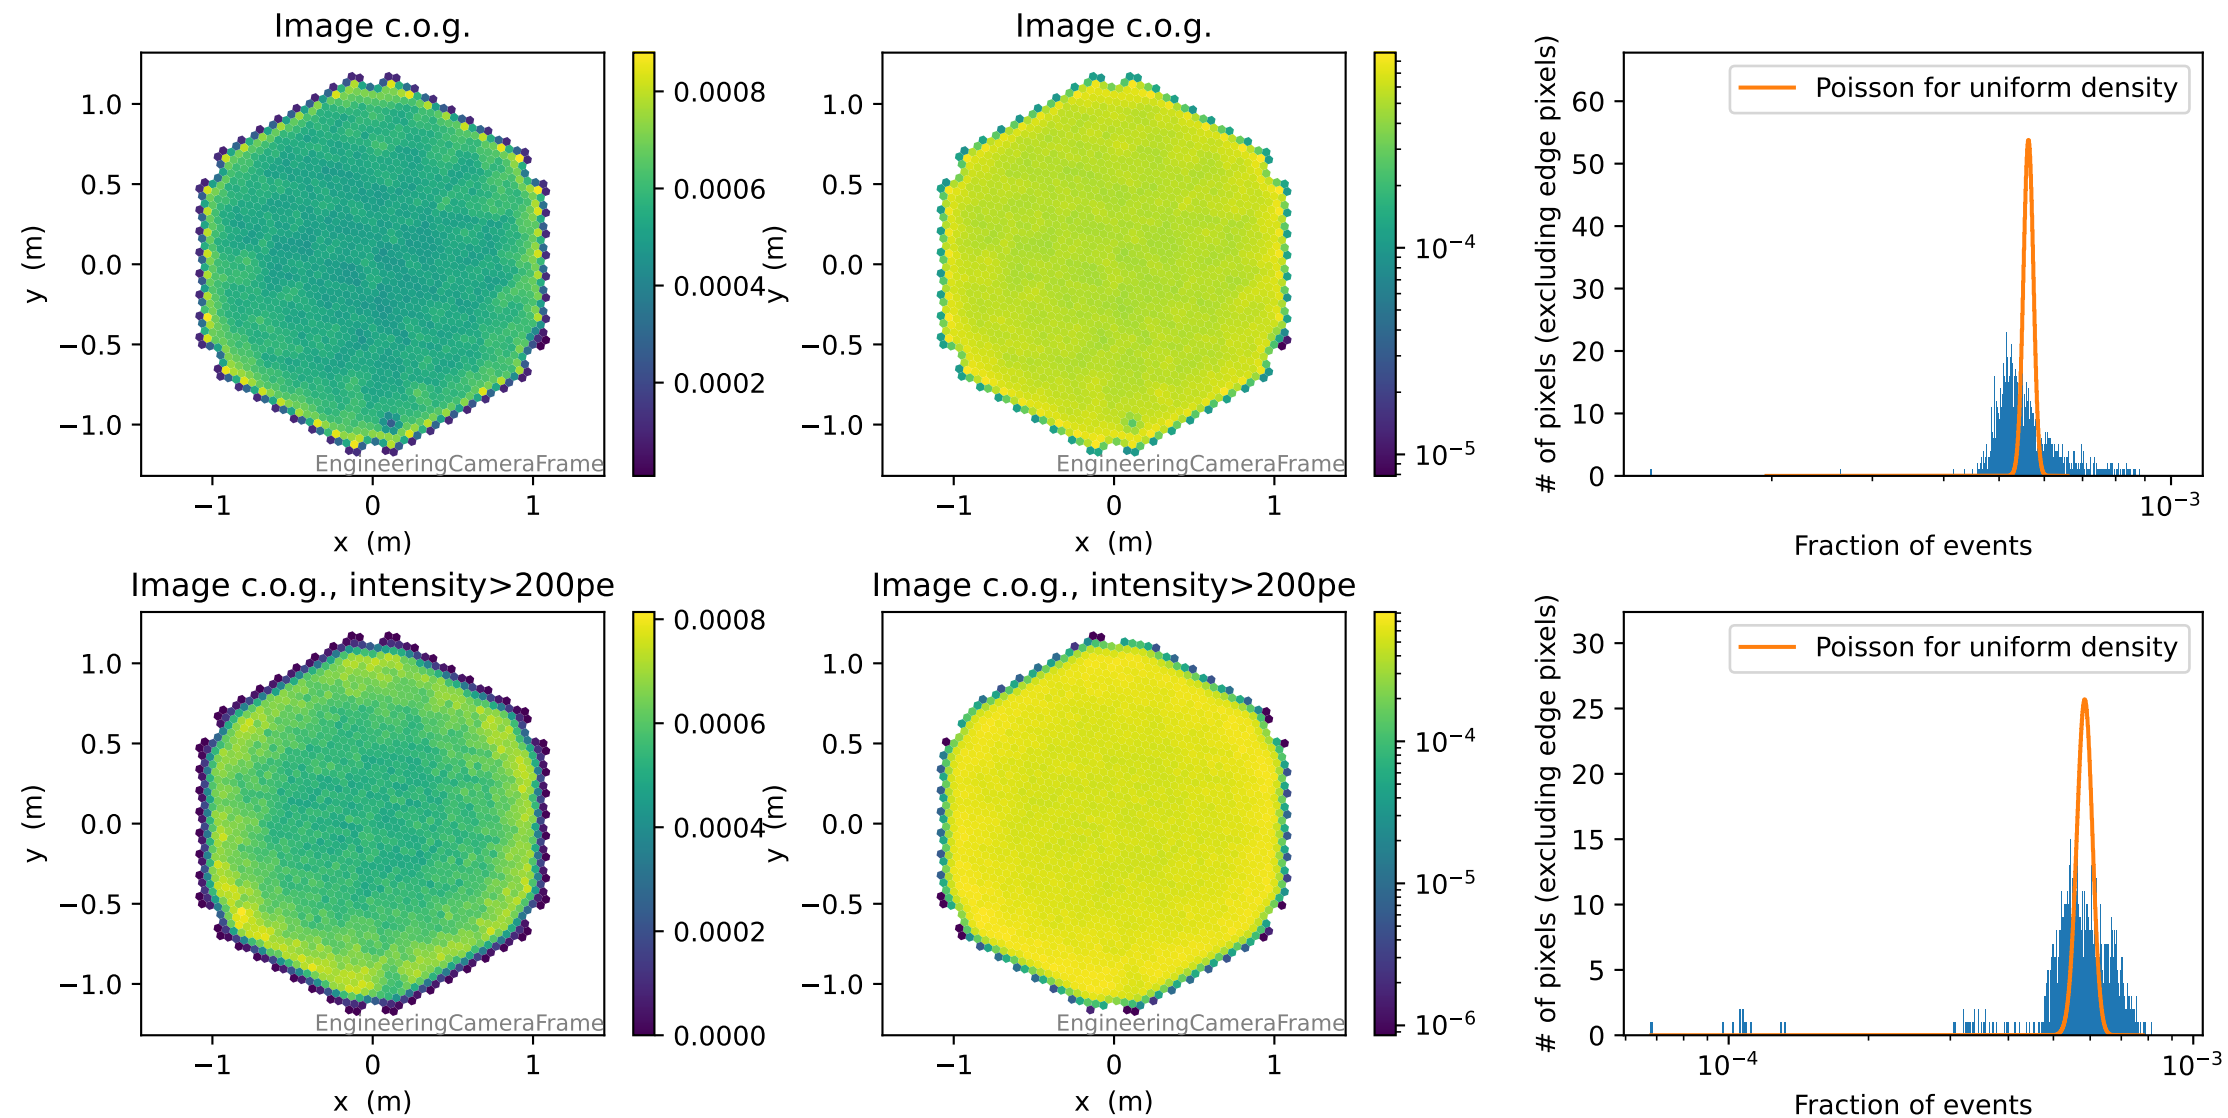 Image c.o.g.
1.0
0.5
0.0
−0.5
−1.0
y (m)
−1
0
1
x (m)
EngineeringCameraFrame
0.0008
0.0006
0.0004
0.0002
Image c.o.g.
1.0
0.5
0.0
−0.5
−1.0
y (m)
−1
0
1
x (m)
EngineeringCameraFrame
10⁻⁴
10⁻⁵
# of pixels (excluding edge pixels)
60
50
40
30
20
10
0
Poisson for uniform density
10⁻³
Fraction of events
Image c.o.g., intensity>200pe
1.0
0.5
0.0
−0.5
−1.0
y (m)
−1
0
1
x (m)
EngineeringCameraFrame
0.0008
0.0006
0.0004
0.0002
0.0000
Image c.o.g., intensity>200pe
1.0
0.5
0.0
−0.5
−1.0
y (m)
−1
0
1
x (m)
EngineeringCameraFrame
10⁻⁴
10⁻⁵
10⁻⁶
# of pixels (excluding edge pixels)
30
25
20
15
10
5
0
Poisson for uniform density
10⁻⁴
10⁻³
Fraction of events